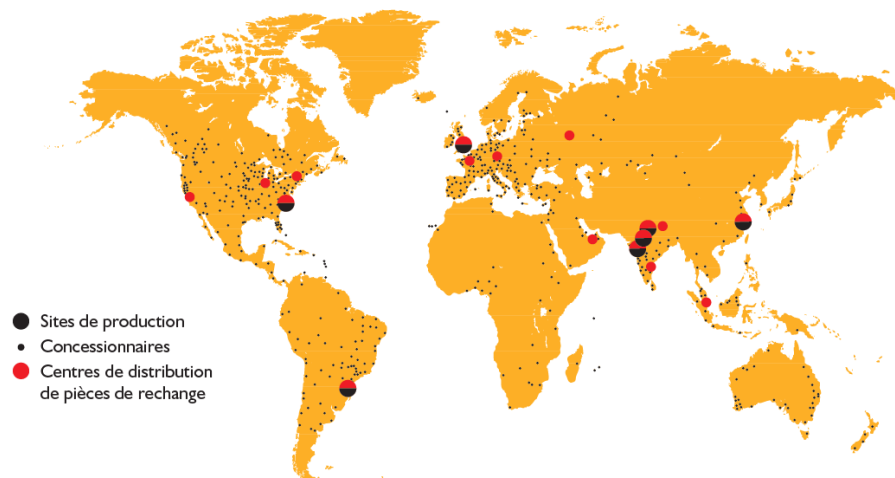 Sites de production
Concessionnaires
Centres de distribution
de pièces de rechange